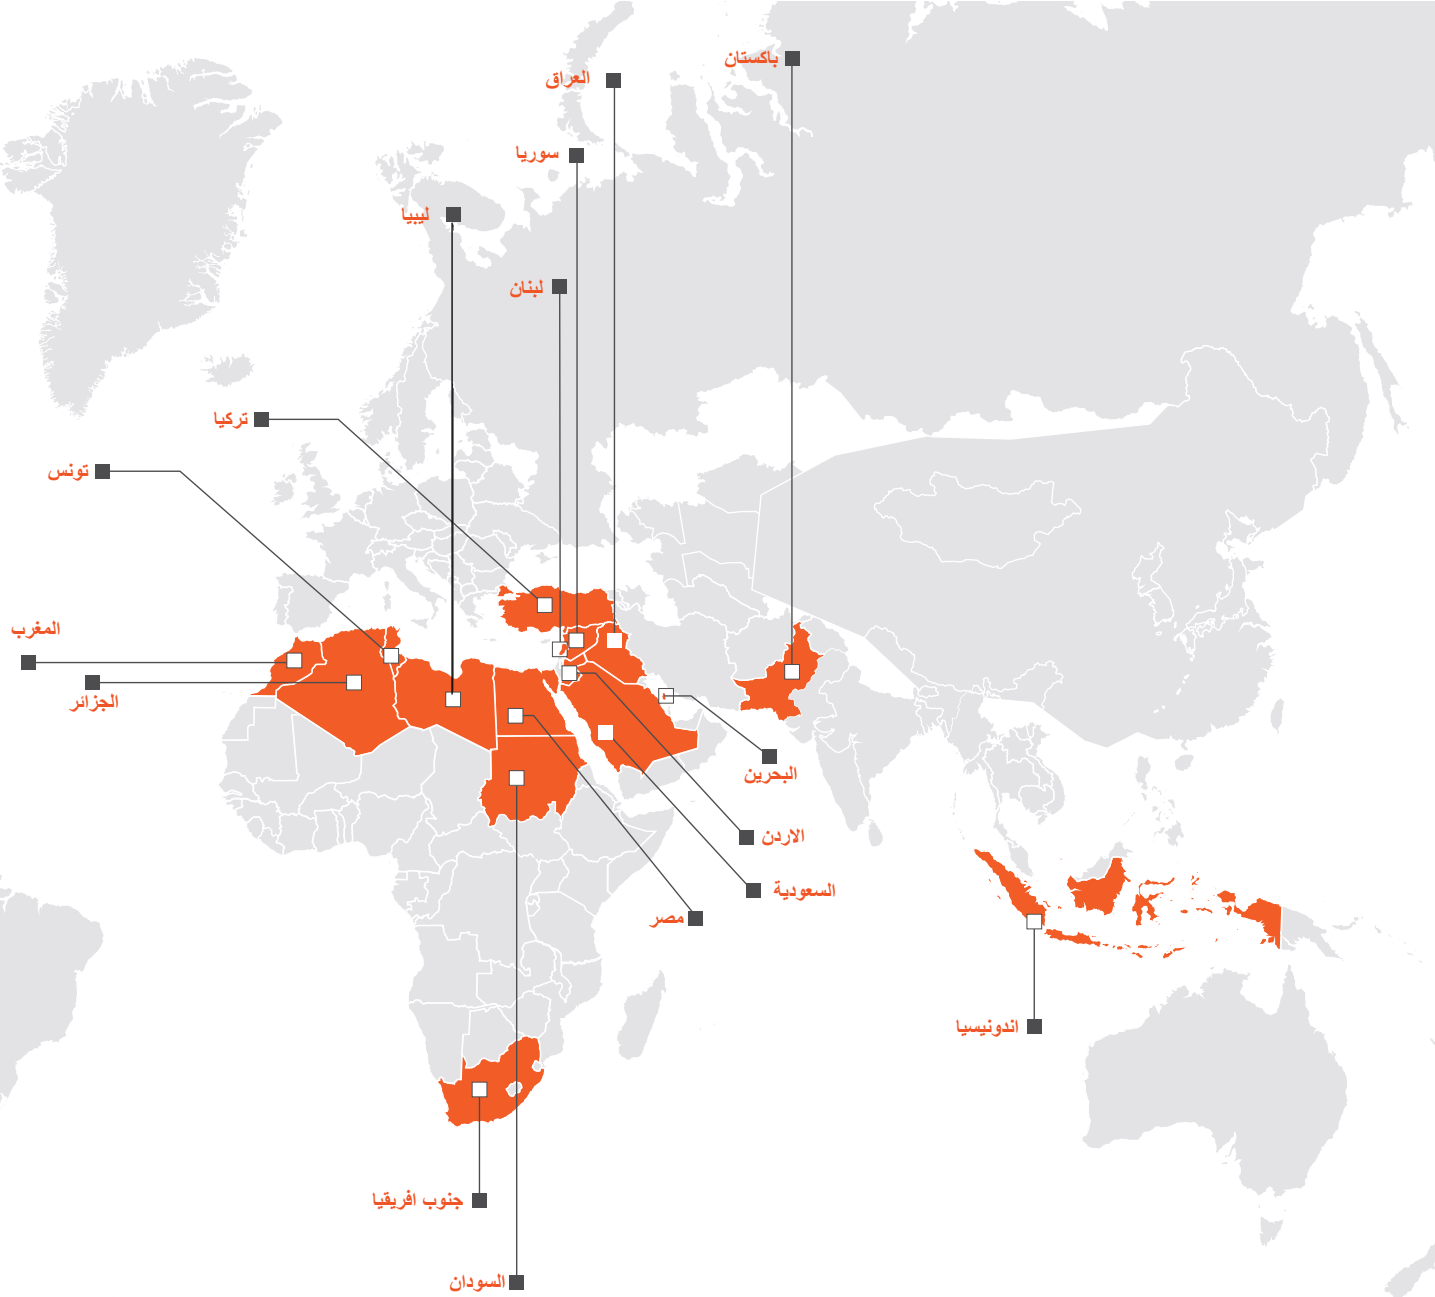 باكستان
العراق
سوريا
ليبيا
لبنان
تركيا
تونس
المغرب
الجزائر
البحرين
الاردن
السعودية
مصر
اندونيسيا
جنوب افريقيا
السودان